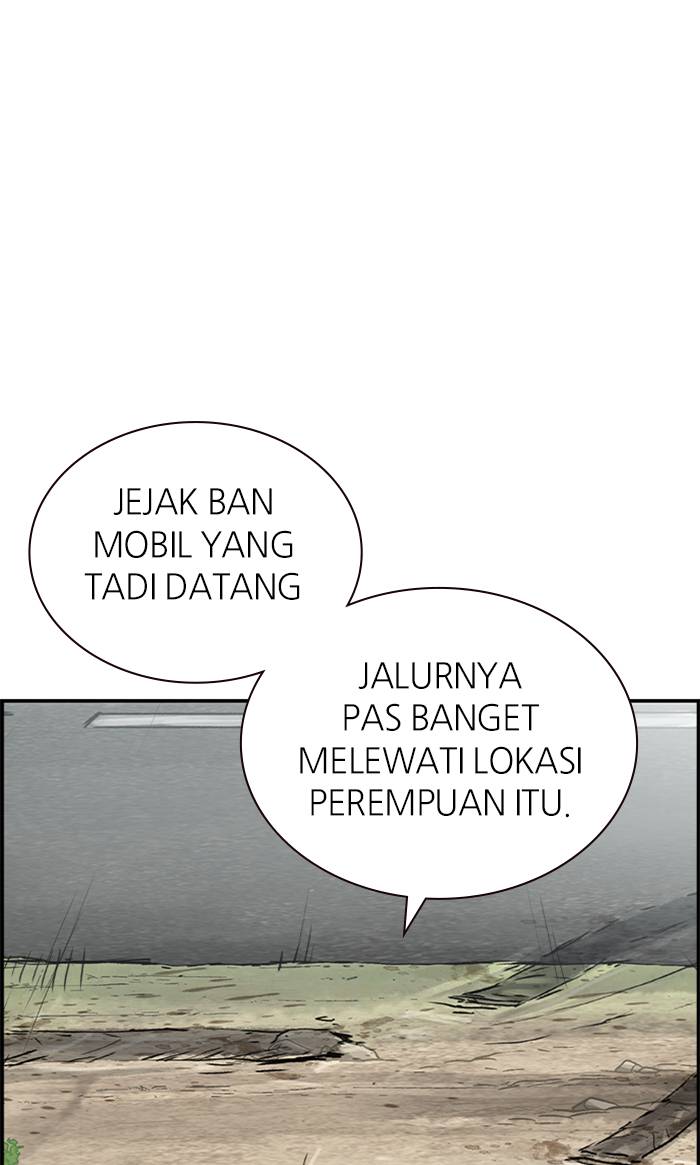 JEJAK BAN
MOBIL YANG
TADI DATANG
JALURNYA
PAS BANGET
MELEWATI LOKASI
PEREMPUAN ITU.